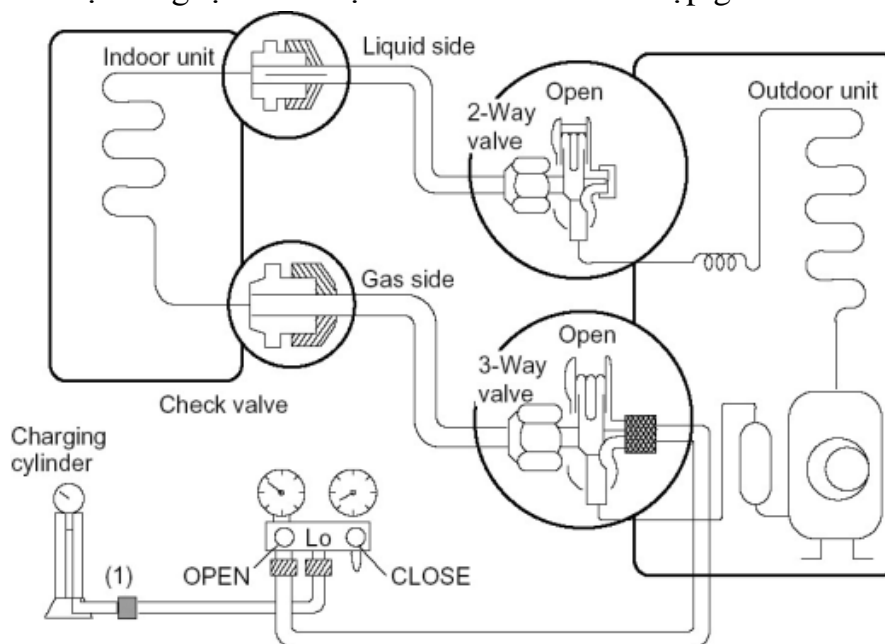 Indoor unit
Liquid side
Open
2-Way
valve
Outdoor unit
Gas side
Open
3-Way
valve
Check valve
Charging
cylinder
(1)
Lo
OPEN
CLOSE